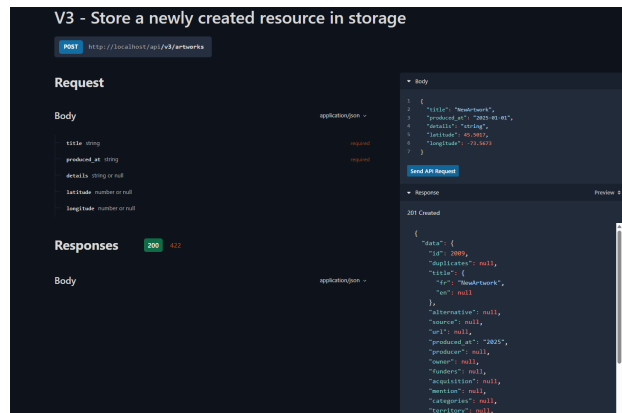 V3 - Store a newly created resource in storage
POST http://localhost/api/v3/artworks
Request
Body application/json
title string required
produced_at string required
details string or null
latitude number or null
longitude number or null
Responses 200 422
Body application/json
Body
1 {
2 "title": "NewArtwork",
3 "produced_at": "2025-01-01",
4 "details": "string",
5 "latitude": 45.5017,
6 "longitude": -73.5673
7 }
Send API Request
Response Preview
201 Created
{
"data": {
"id": 2009,
"duplicates": null,
"title": {
"fr": "NewArtwork",
"en": null
},
"alternative": null,
"source": null,
"url": null,
"produced_at": "2025",
"producer": null,
"owner": null,
"funders": null,
"acquisition": null,
"mention": null,
"categories": null,
"territory": null,